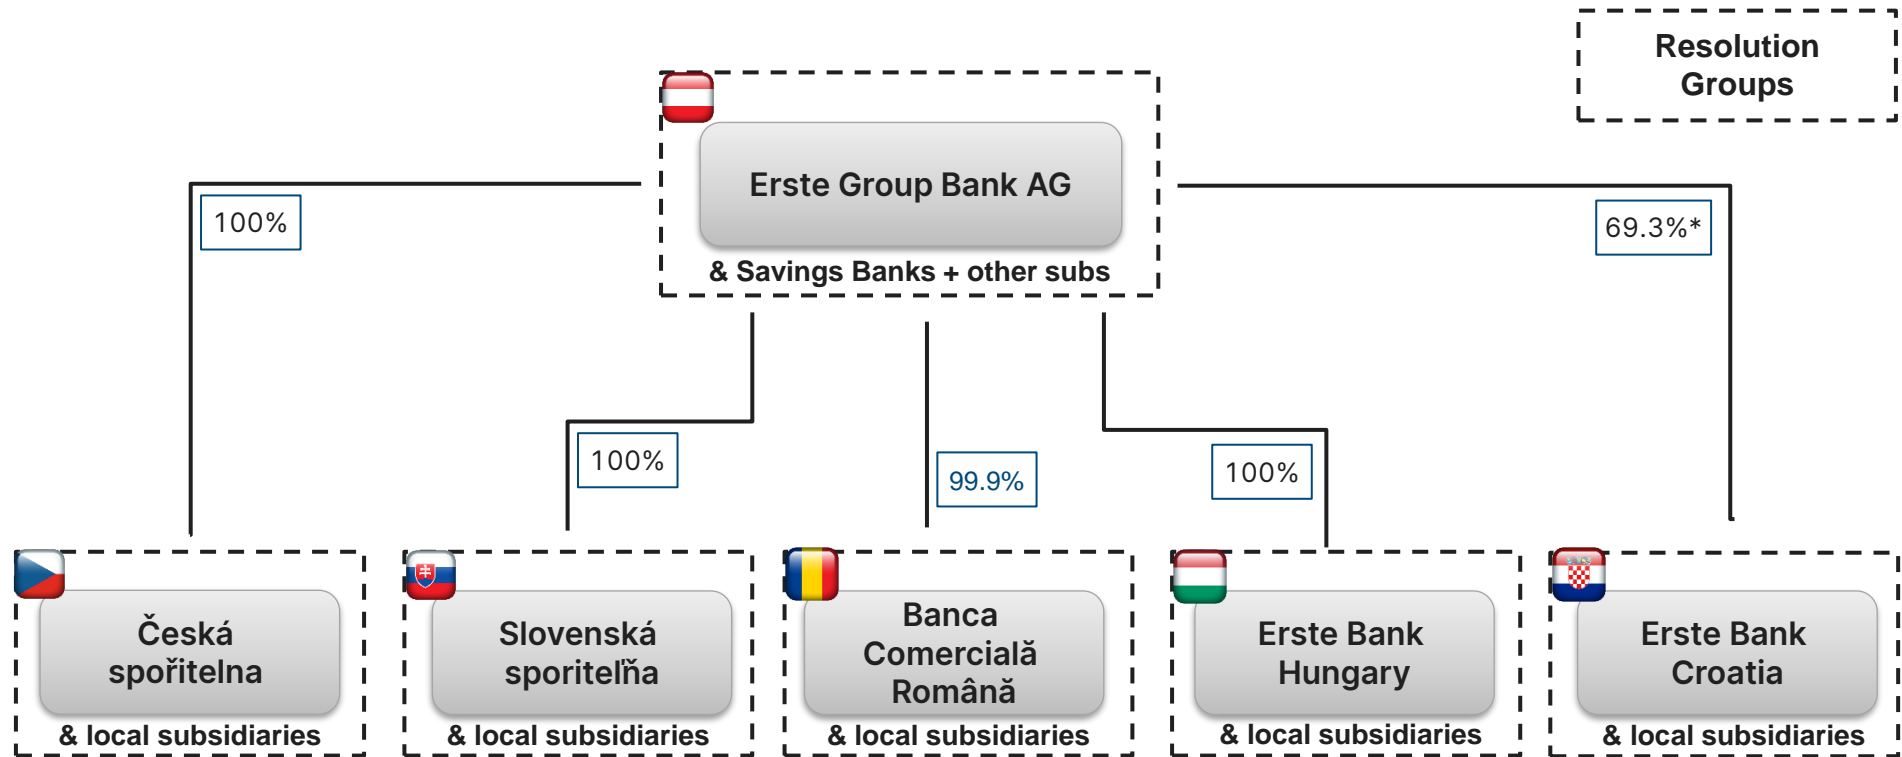 Resolution
Groups
Erste Group Bank AG
& Savings Banks + other subs
100%
69.3%*
100%
99.9%
100%
Česká
spořitelna
& local subsidiaries
Slovenská
sporiteľňa
& local subsidiaries
Banca
Comercială
Română
& local subsidiaries
Erste Bank
Hungary
& local subsidiaries
Erste Bank
Croatia
& local subsidiaries